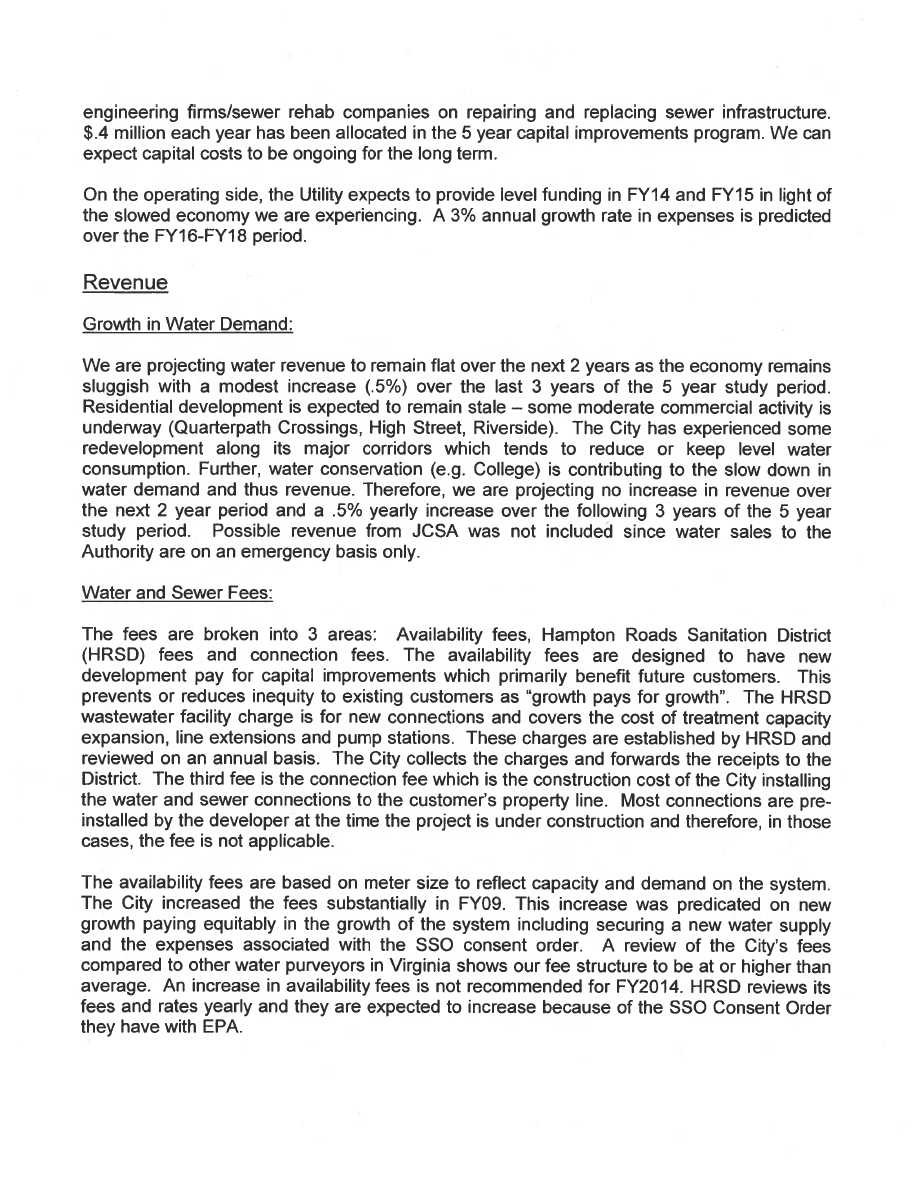 engineering firms/sewer rehab companies on repairing and replacing sewer infrastructure.
$.4 million each year has been allocated in the 5 year capital improvements program. We can
expect capital costs to be ongoing for the long term.
On the operating side, the Utility expects to provide level funding in FY14 and FY15 in light of
the slowed economy we are experiencing. A 3% annual growth rate in expenses is predicted
over the FY16-FY18 period.
Revenue
Growth in Water Demand:
We are projecting water revenue to remain flat over the next 2 years as the economy remains
sluggish with a modest increase (.5%) over the last 3 years of the 5 year study period.
Residential development is expected to remain stale – some moderate commercial activity is
underway (Quarterpath Crossings, High Street, Riverside). The City has experienced some
redevelopment along its major corridors which tends to reduce or keep level water
consumption. Further, water conservation (e.g. College) is contributing to the slow down in
water demand and thus revenue. Therefore, we are projecting no increase in revenue over
the next 2 year period and a .5% yearly increase over the following 3 years of the 5 year
study period. Possible revenue from JCSA was not included since water sales to the
Authority are on an emergency basis only.
Water and Sewer Fees:
The fees are broken into 3 areas: Availability fees, Hampton Roads Sanitation District
(HRSD) fees and connection fees. The availability fees are designed to have new
development pay for capital improvements which primarily benefit future customers. This
prevents or reduces inequity to existing customers as "growth pays for growth". The HRSD
wastewater facility charge is for new connections and covers the cost of treatment capacity
expansion, line extensions and pump stations. These charges are established by HRSD and
reviewed on an annual basis. The City collects the charges and forwards the receipts to the
District. The third fee is the connection fee which is the construction cost of the City installing
the water and sewer connections to the customer's property line. Most connections are pre-
installed by the developer at the time the project is under construction and therefore, in those
cases, the fee is not applicable.
The availability fees are based on meter size to reflect capacity and demand on the system.
The City increased the fees substantially in FY09. This increase was predicated on new
growth paying equitably in the growth of the system including securing a new water supply
and the expenses associated with the SSO consent order. A review of the City's fees
compared to other water purveyors in Virginia shows our fee structure to be at or higher than
average. An increase in availability fees is not recommended for FY2014. HRSD reviews its
fees and rates yearly and they are expected to increase because of the SSO Consent Order
they have with EPA.